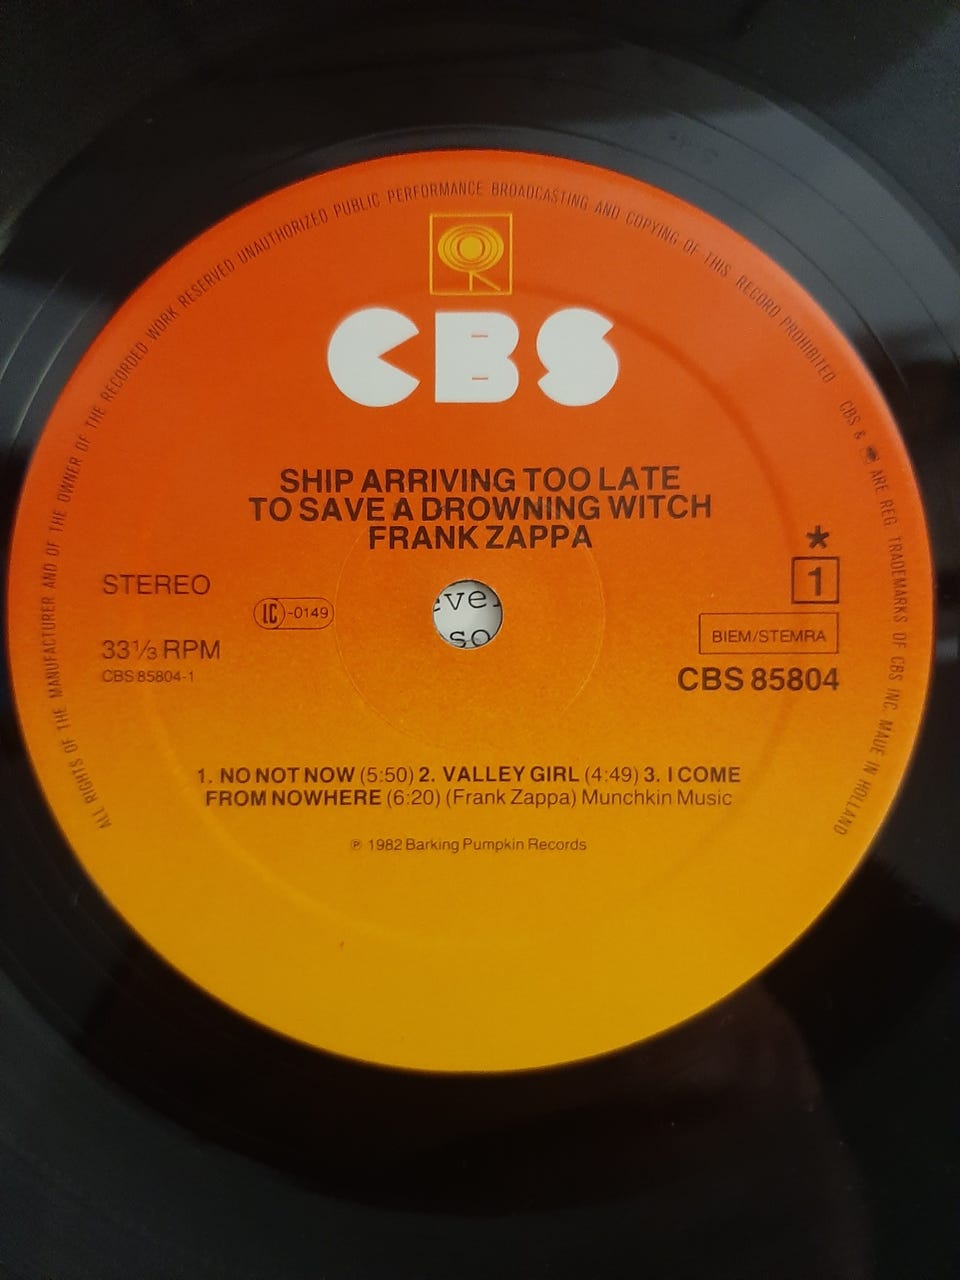 ALL RIGHTS OF THE MANUFACTURER AND OF THE OWNER OF THE RECORDED WORK RESERVED UNAUTHORIZED PUBLIC PERFORMANCE BROADCASTING AND COPYING OF THIS RECORD PROHIBITED CBS & ARE REG. TRADEMARKS OF CBS INC. MADE IN HOLLAND
CBS
SHIP ARRIVING TOO LATE
TO SAVE A DROWNING WITCH
FRANK ZAPPA
STEREO
LC-0149
33⅓ RPM
CBS 85804-1
*
1
BIEM/STEMRA
CBS 85804
1. NO NOT NOW (5:50) 2. VALLEY GIRL (4:49) 3. I COME
FROM NOWHERE (6:20) (Frank Zappa) Munchkin Music
℗ 1982 Barking Pumpkin Records